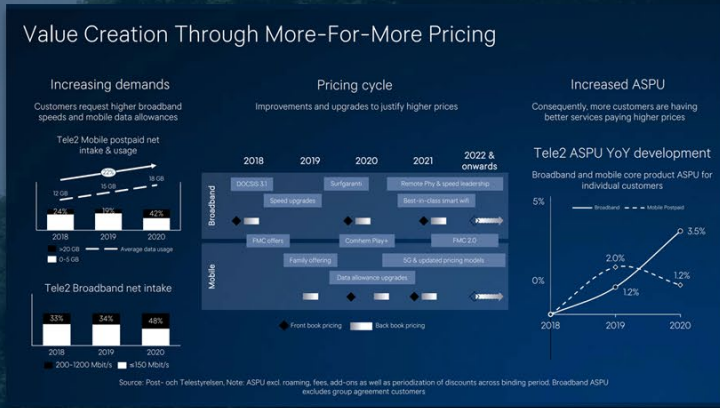 Value Creation Through More-For-More Pricing
Increasing demands
Customers request higher broadband
speeds and mobile data allowances
Tele2 Mobile postpaid net
intake & usage
22%
12 GB
15 GB
18 GB
24%
19%
42%
2018
2019
2020
>20 GB
Average data usage
0-5 GB
Tele2 Broadband net intake
33%
34%
48%
2018
2019
2020
200-1200 Mbit/s
≤150 Mbit/s
Pricing cycle
Improvements and upgrades to justify higher prices
2018
2019
2020
2021
2022 &
onwards
Broadband
DOCSIS 3.1
Surfgaranti
Remote Phy & speed leadership
Speed upgrades
Best-in-class smart wifi
Mobile
FMC offers
Comhem Play+
FMC 2.0
Family offering
5G & updated pricing models
Data allowance upgrades
Front book pricing
Back book pricing
Increased ASPU
Consequently, more customers are having
better services paying higher prices
Tele2 ASPU YoY development
Broadband and mobile core product ASPU for
individual customers
5%
Broadband
Mobile Postpaid
3.5%
2.0%
1.2%
1.2%
0%
2018
2019
2020
Source: Post- och Telestyrelsen, Note: ASPU excl. roaming, fees, add-ons as well as periodization of discounts across binding period. Broadband ASPU
excludes group agreement customers